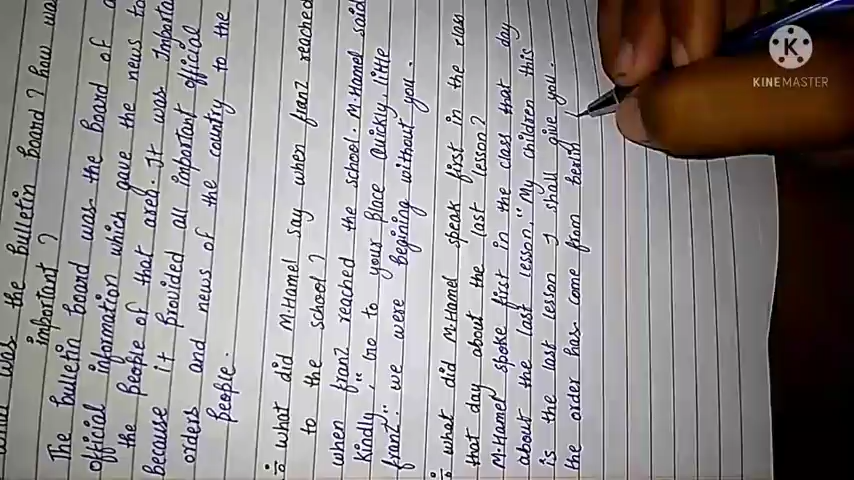 was the bulletin board? how was
important?
The bulletin board was the board of
official information which gave the news to
the people of that area. It was
because it provided all important official
orders and news of the country to the
people.
what did M.Hamel say when franz reached
to the school?
when franz reached the school. M.Hamel said
kindly, "Go to your place quickly little
franz". we were begining without you.
what did M.Hamel speak first in the class
that day about the last lesson?
M.Hamel spoke first in the class that day
about the last lesson. "My children this
is the last lesson I shall give you.
the order has come from
KINEMASTER